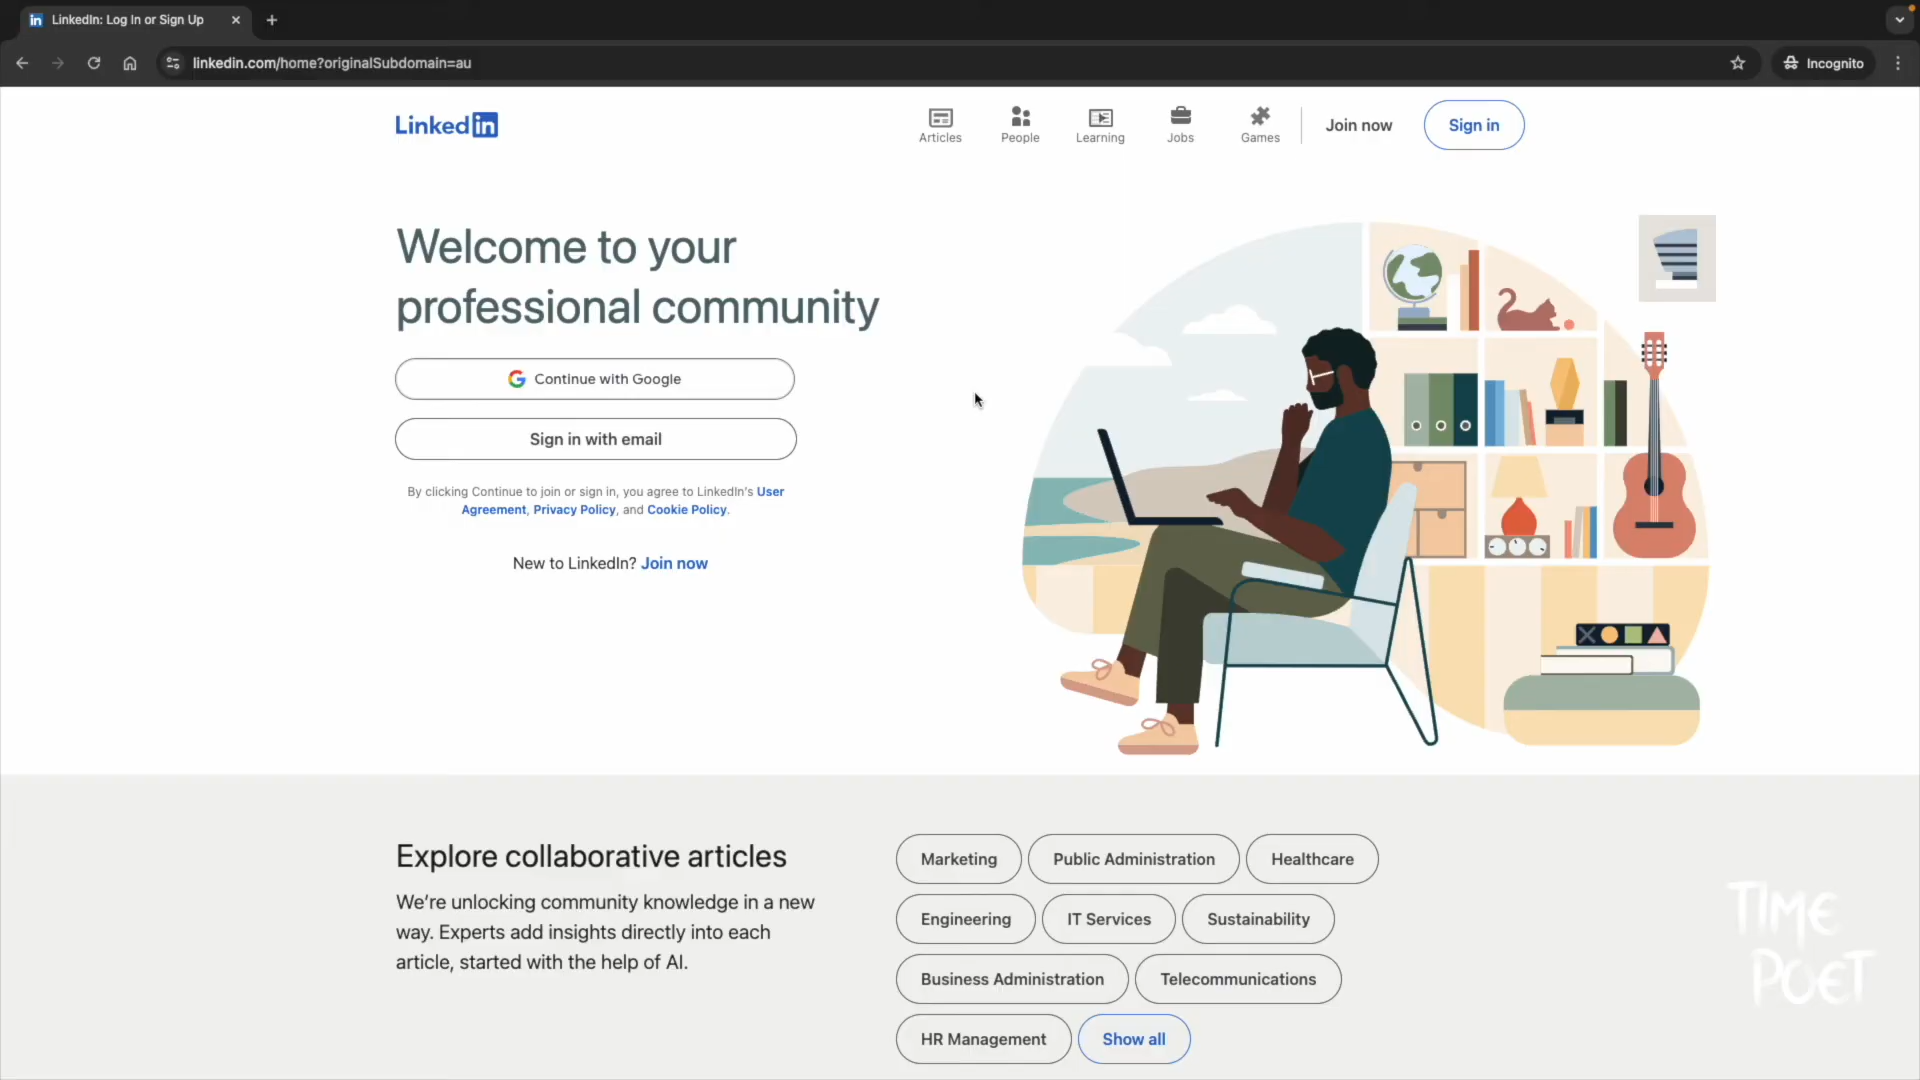 LinkedIn: Log In or Sign Up
linkedin.com/home?originalSubdomain=au
Incognito
Linkedin
Articles
People
Learning
Jobs
Games
Join now
Sign in
Welcome to your
professional community
Continue with Google
Sign in with email
By clicking Continue to join or sign in, you agree to LinkedIn’s User
Agreement, Privacy Policy, and Cookie Policy.
New to LinkedIn? Join now
Explore collaborative articles
We’re unlocking community knowledge in a new
way. Experts add insights directly into each
article, started with the help of AI.
Marketing
Public Administration
Healthcare
Engineering
IT Services
Sustainability
Business Administration
Telecommunications
HR Management
Show all
TIME
POET